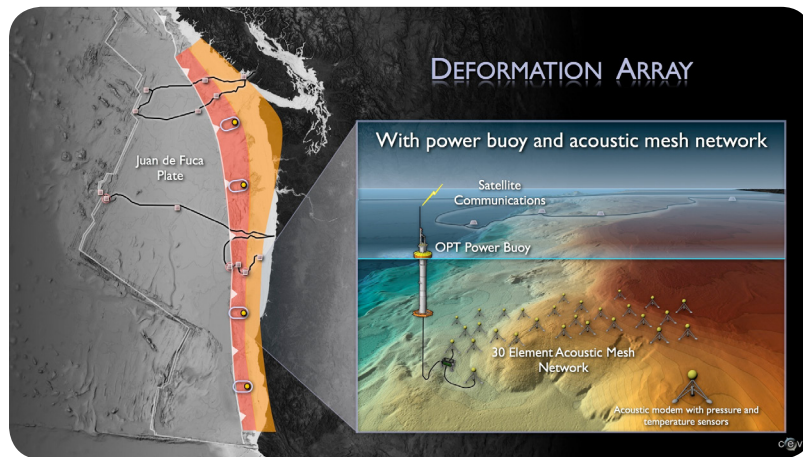 DEFORMATION ARRAY
With power buoy and acoustic mesh network
Juan de Fuca
Plate
Satellite
Communications
OPT Power Buoy
30 Element Acoustic Mesh
Network
Acoustic modem with pressure and
temperature sensors
cev